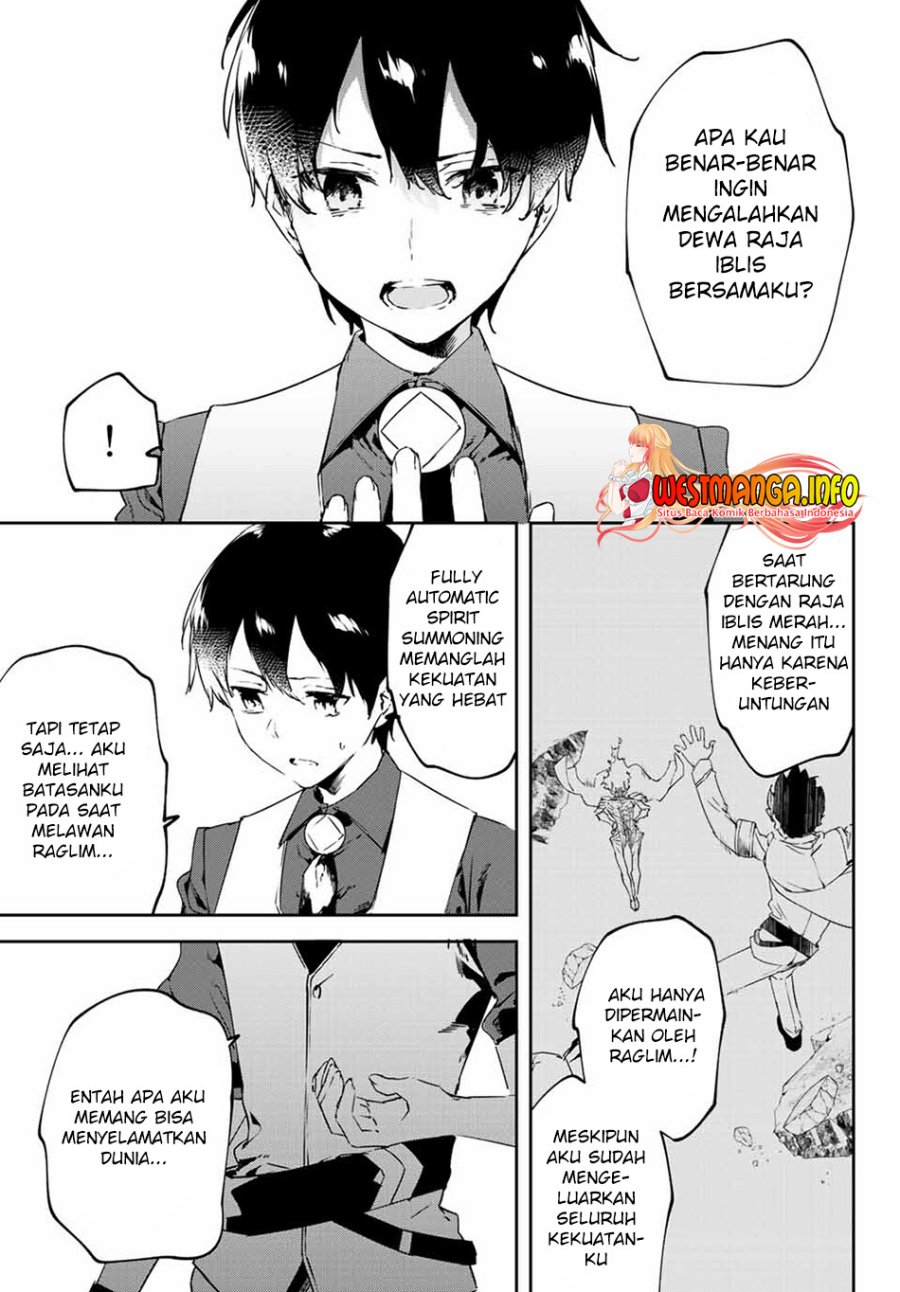 APA KAU
BENAR-BENAR
INGIN
MENGALAHKAN
DEWA RAJA
IBLIS
BERSAMAKU?
!
WESTMANGA.INFO
Situs Baca Komik Berbahasa Indonesia
SAAT
BERTARUNG
DENGAN RAJA
IBLIS MERAH...
MENANG ITU
HANYA KARENA
KEBER-
UNTUNGAN
AKU HANYA
DIPERMAIN-
KAN OLEH
RAGLIM...!
MESKIPUN
AKU SUDAH
MENGE-
LUARKAN
SELURUH
KEKUATAN-
KU
FULLY
AUTOMATIC
SPIRIT
SUMMONING
MEMANGLAH
KEKUATAN
YANG HEBAT
TAPI TETAP
SAJA... AKU
MELIHAT
BATASANKU
PADA SAAT
MELAWAN
RAGLIM...
ENTAH APA AKU
MEMANG BISA
MENYELAMATKAN
DUNIA...